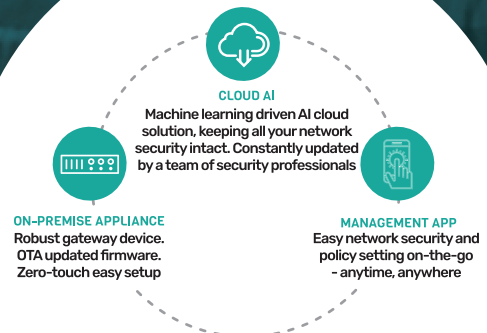 CLOUD AI
Machine learning driven AI cloud
solution, keeping all your network
security intact. Constantly updated
by a team of security professionals
ON-PREMISE APPLIANCE
Robust gateway device.
OTA updated firmware.
Zero-touch easy setup
MANAGEMENT APP
Easy network security and
policy setting on-the-go
- anytime, anywhere